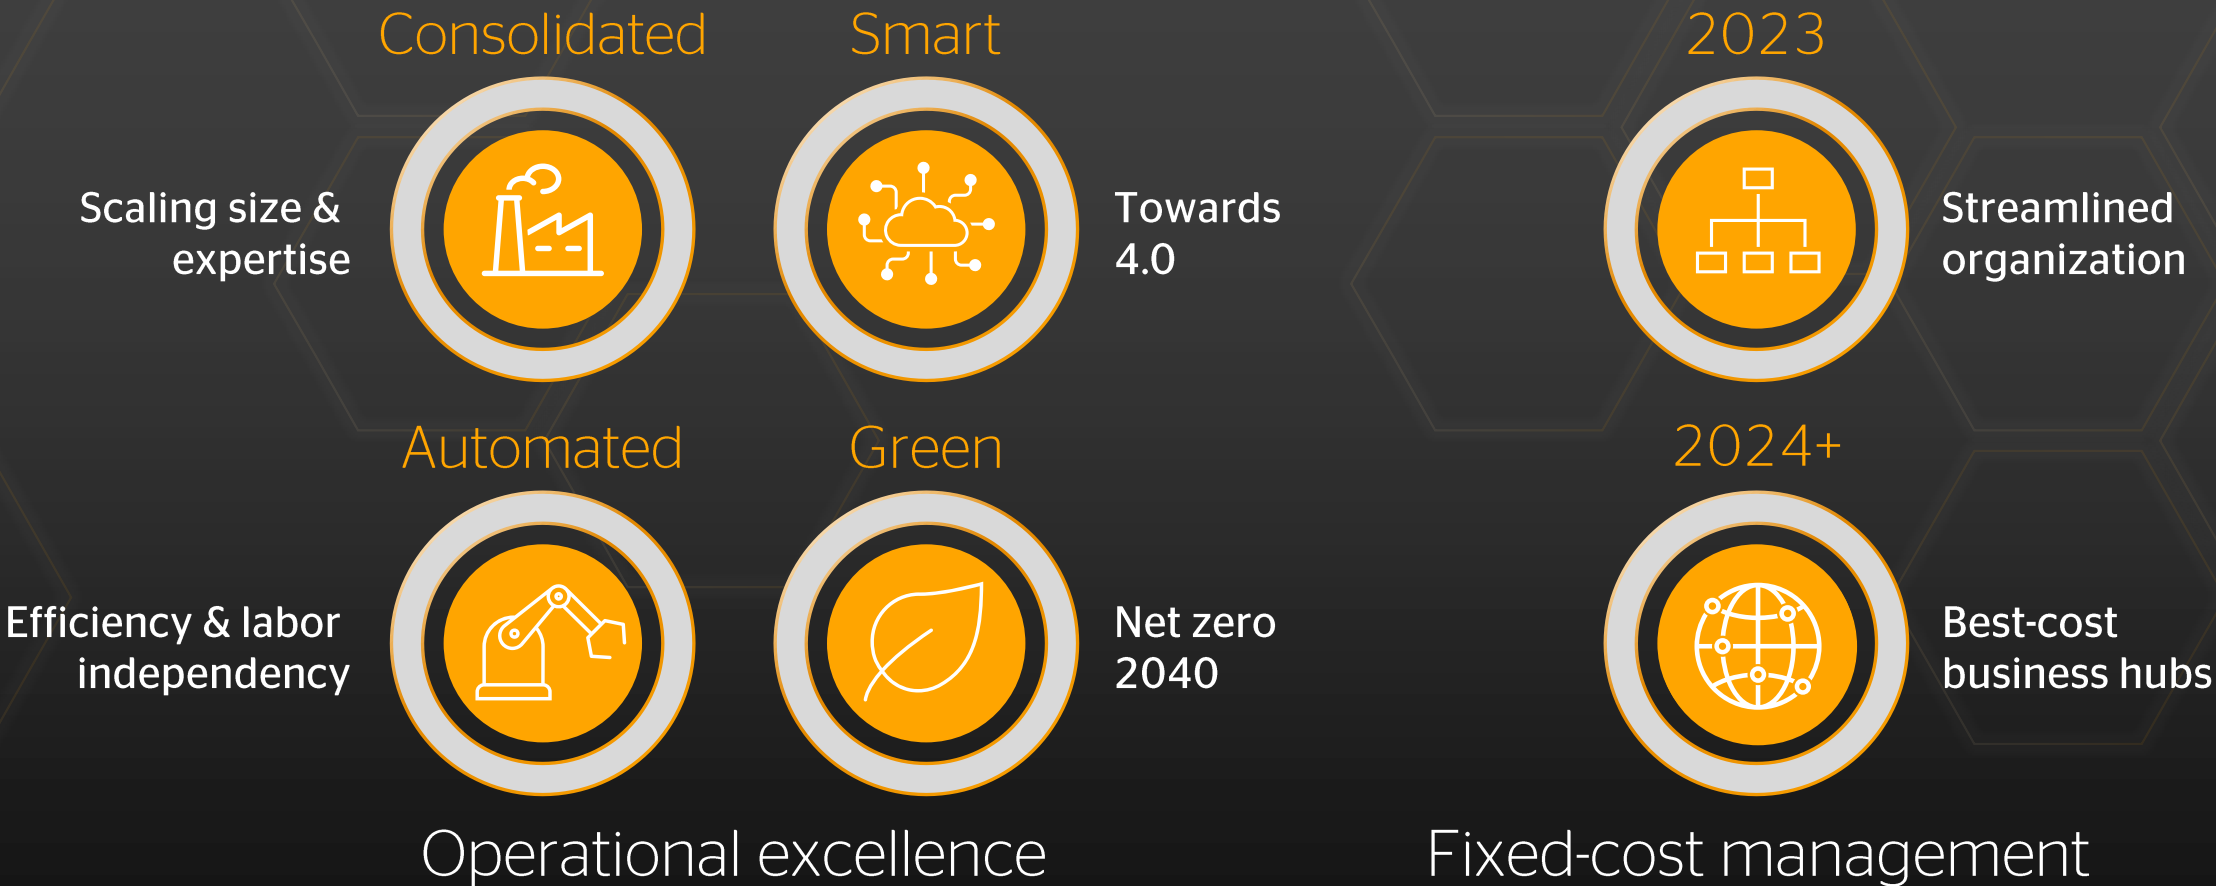 Consolidated
Scaling size &
expertise
Smart
Towards
4.0
Automated
Efficiency & labor
independency
Green
Net zero
2040
Operational excellence
2023
Streamlined
organization
2024+
Best-cost
business hubs
Fixed-cost management